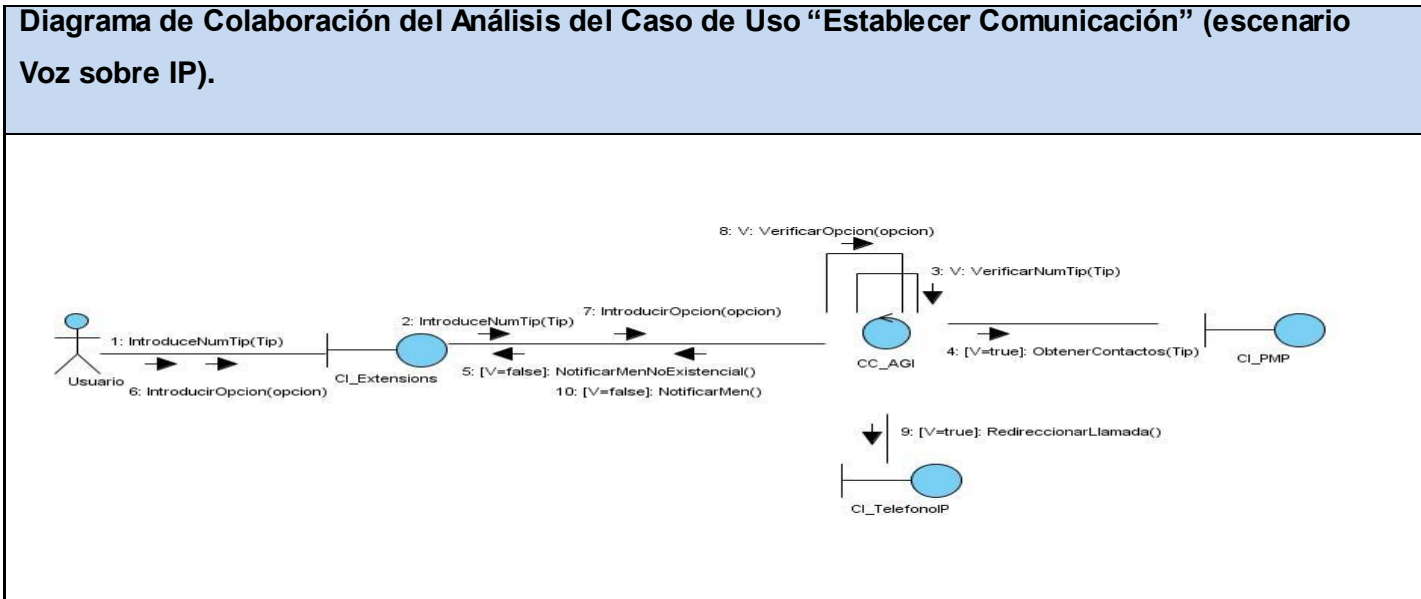 Diagrama de Colaboración del Análisis del Caso de Uso “Establecer Comunicación” (escenario
Voz sobre IP).
8: V: VerificarOpcion(opcion)
3: V: VerificarNumTip(Tip)
7: IntroducirOpcion(opcion)
2: IntroduceNumTip(Tip)
1: IntroduceNumTip(Tip)
4: [V=true]: ObtenerContactos(Tip)
CI_PMP
CC_AGI
5: [V=false]: NotificarMenNoExistencial()
CI_Extensions
Usuario
6: IntroducirOpcion(opcion)
10: [V=false]: NotificarMen()
9: [V=true]: RedireccionarLlamada()
CI_TelefonoIP